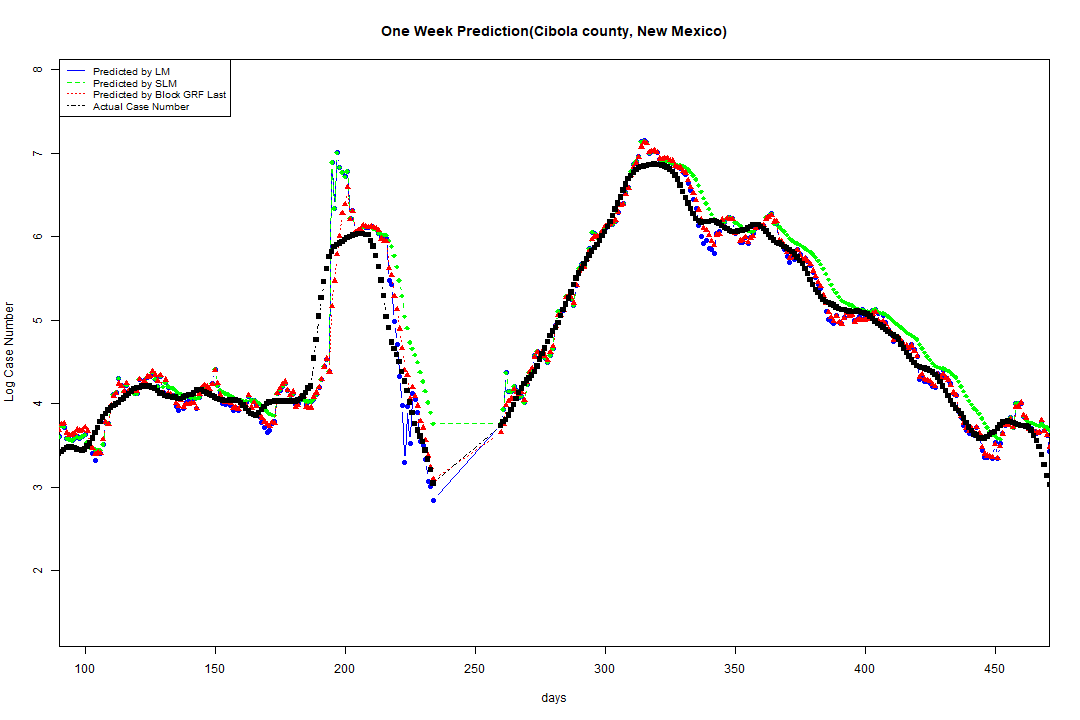 One Week Prediction(Cibola county, New Mexico)
Predicted by LM
Predicted by SLM
Predicted by Block GRF Last
Actual Case Number
Log Case Number
8
7
6
5
4
3
2
100 150 200 250 300 350 400 450
days